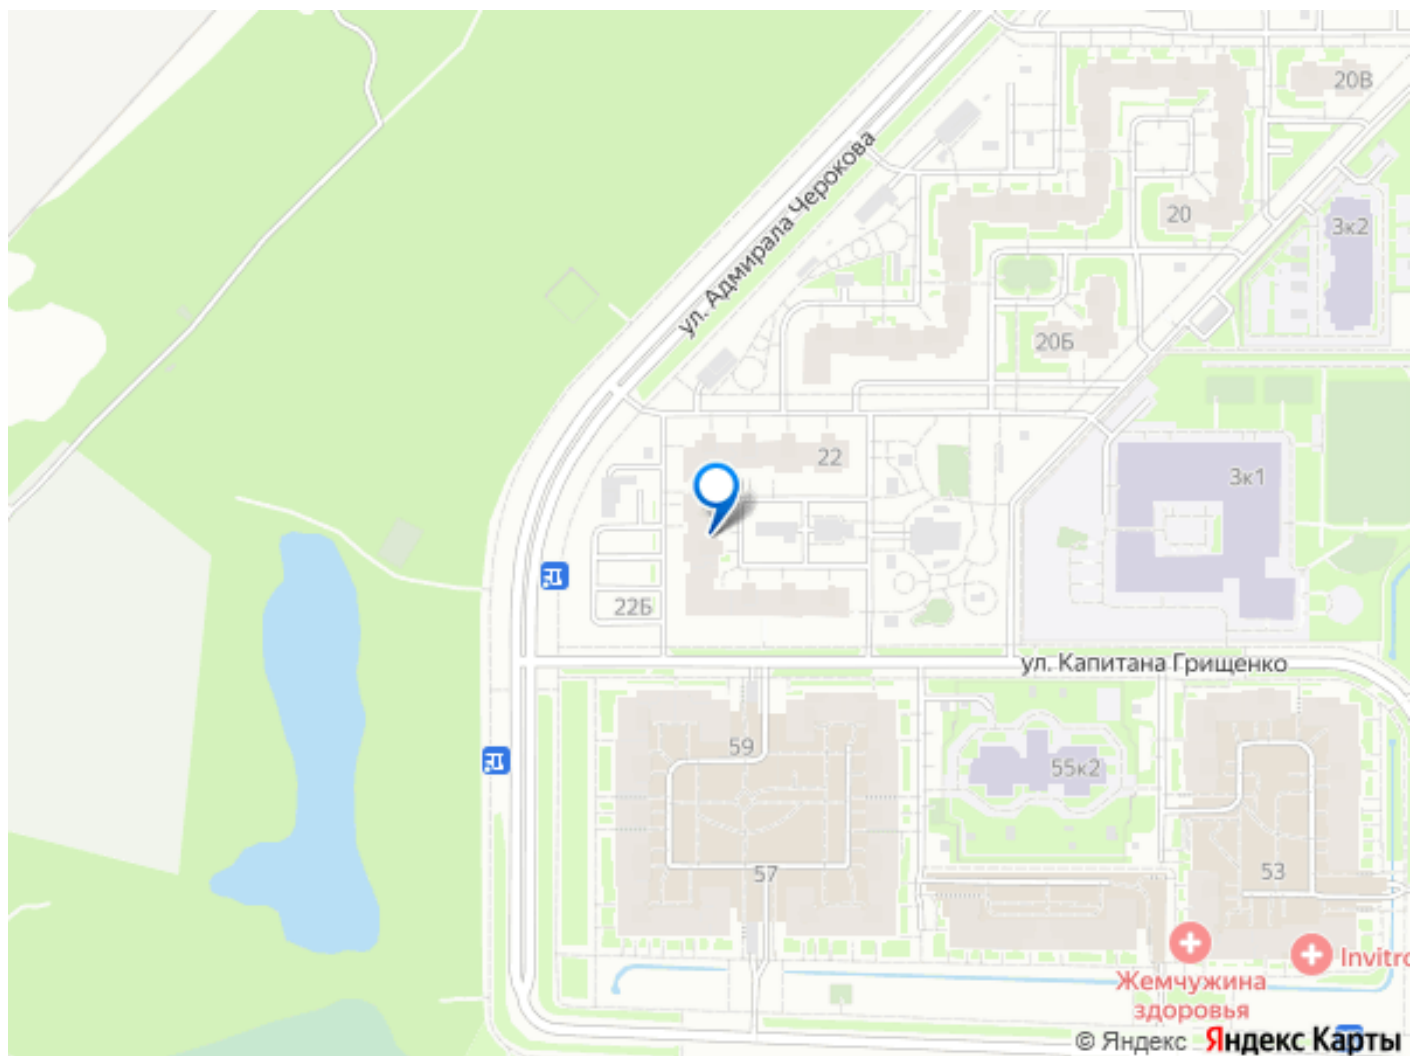 20В
ул. Адмирала Черокова
20
3к2
20Б
22
3к1
22Б
ул. Капитана Грищенко
59
55к2
57
53
Invitro
Жемчужина
здоровья
© Яндекс Яндекс Карты